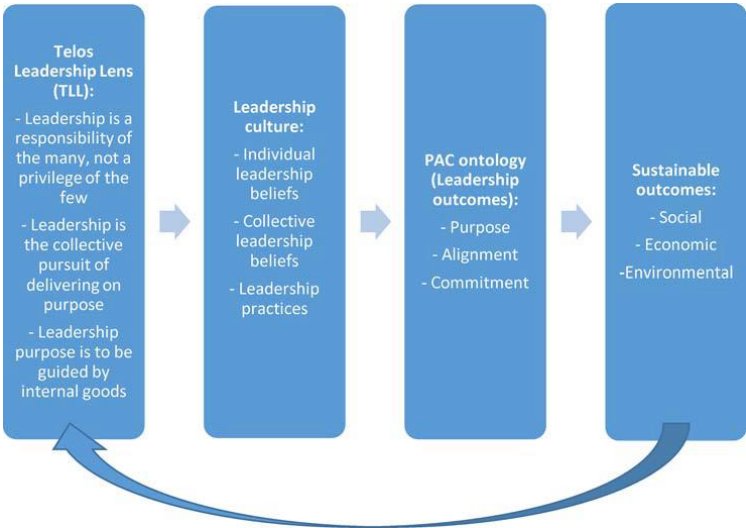 Telos
Leadership Lens
(TLL):
- Leadership is a
responsibility of
the many, not a
privilege of the
few
- Leadership is
the collective
pursuit of
delivering on
purpose
- Leadership
purpose is to be
guided by
internal goods
Leadership
culture:
- Individual
leadership
beliefs
- Collective
leadership
beliefs
- Leadership
practices
PAC ontology
(Leadership
outcomes):
- Purpose
- Alignment
- Commitment
Sustainable
outcomes:
- Social
- Economic
-Environmental